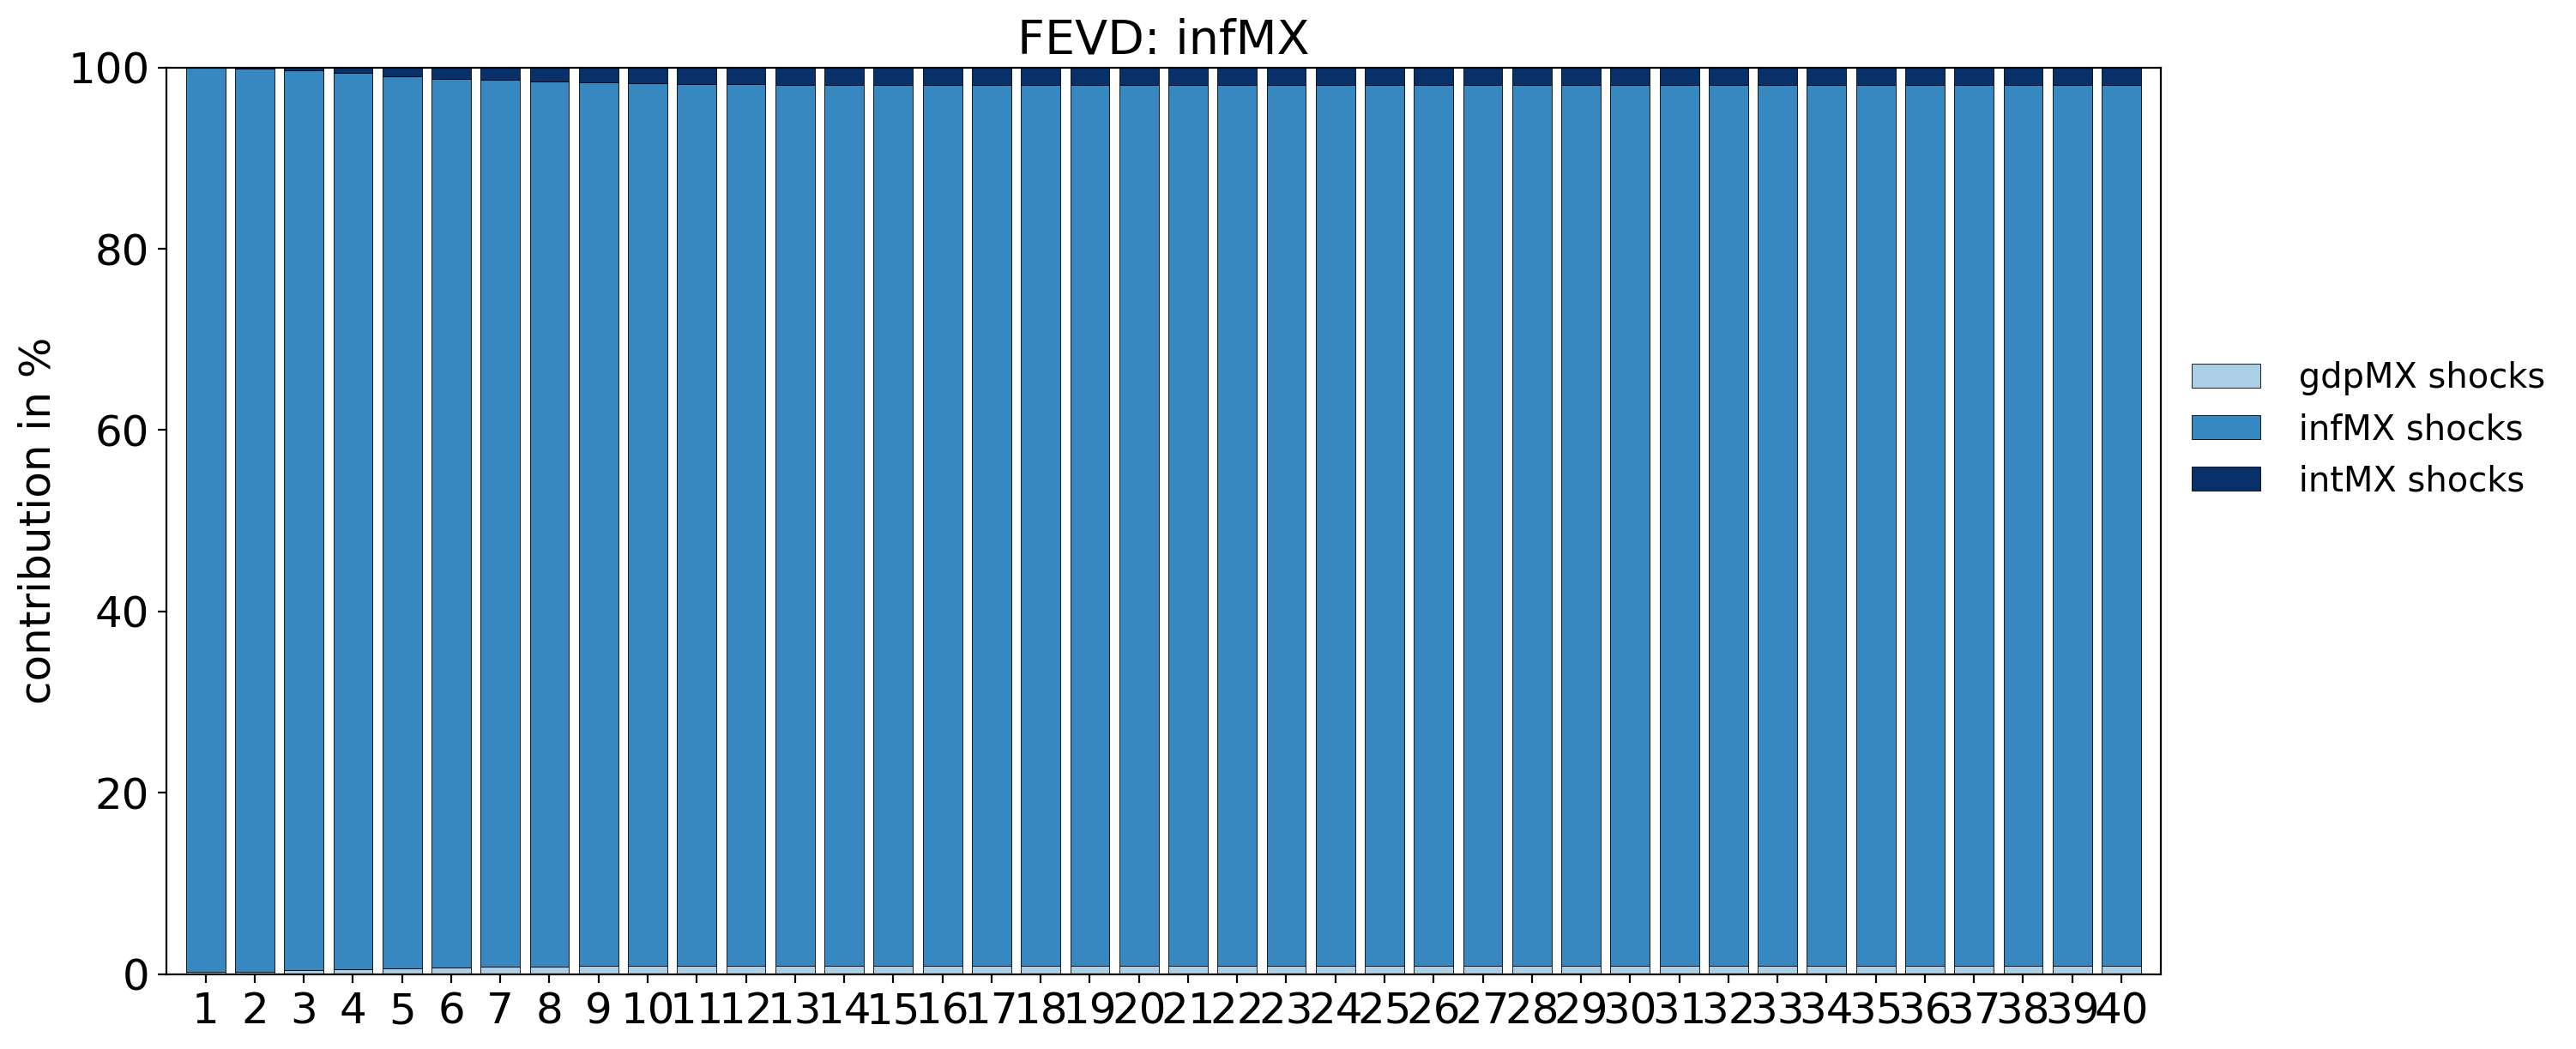 FEVD: infMX
contribution in %
100
80
60
40
20
0
1 2 3 4 5 6 7 8 9 10 11 12 13 14 15 16 17 18 19 20 21 22 23 24 25 26 27 28 29 30 31 32 33 34 35 36 37 38 39 40
gdpMX shocks
infMX shocks
intMX shocks